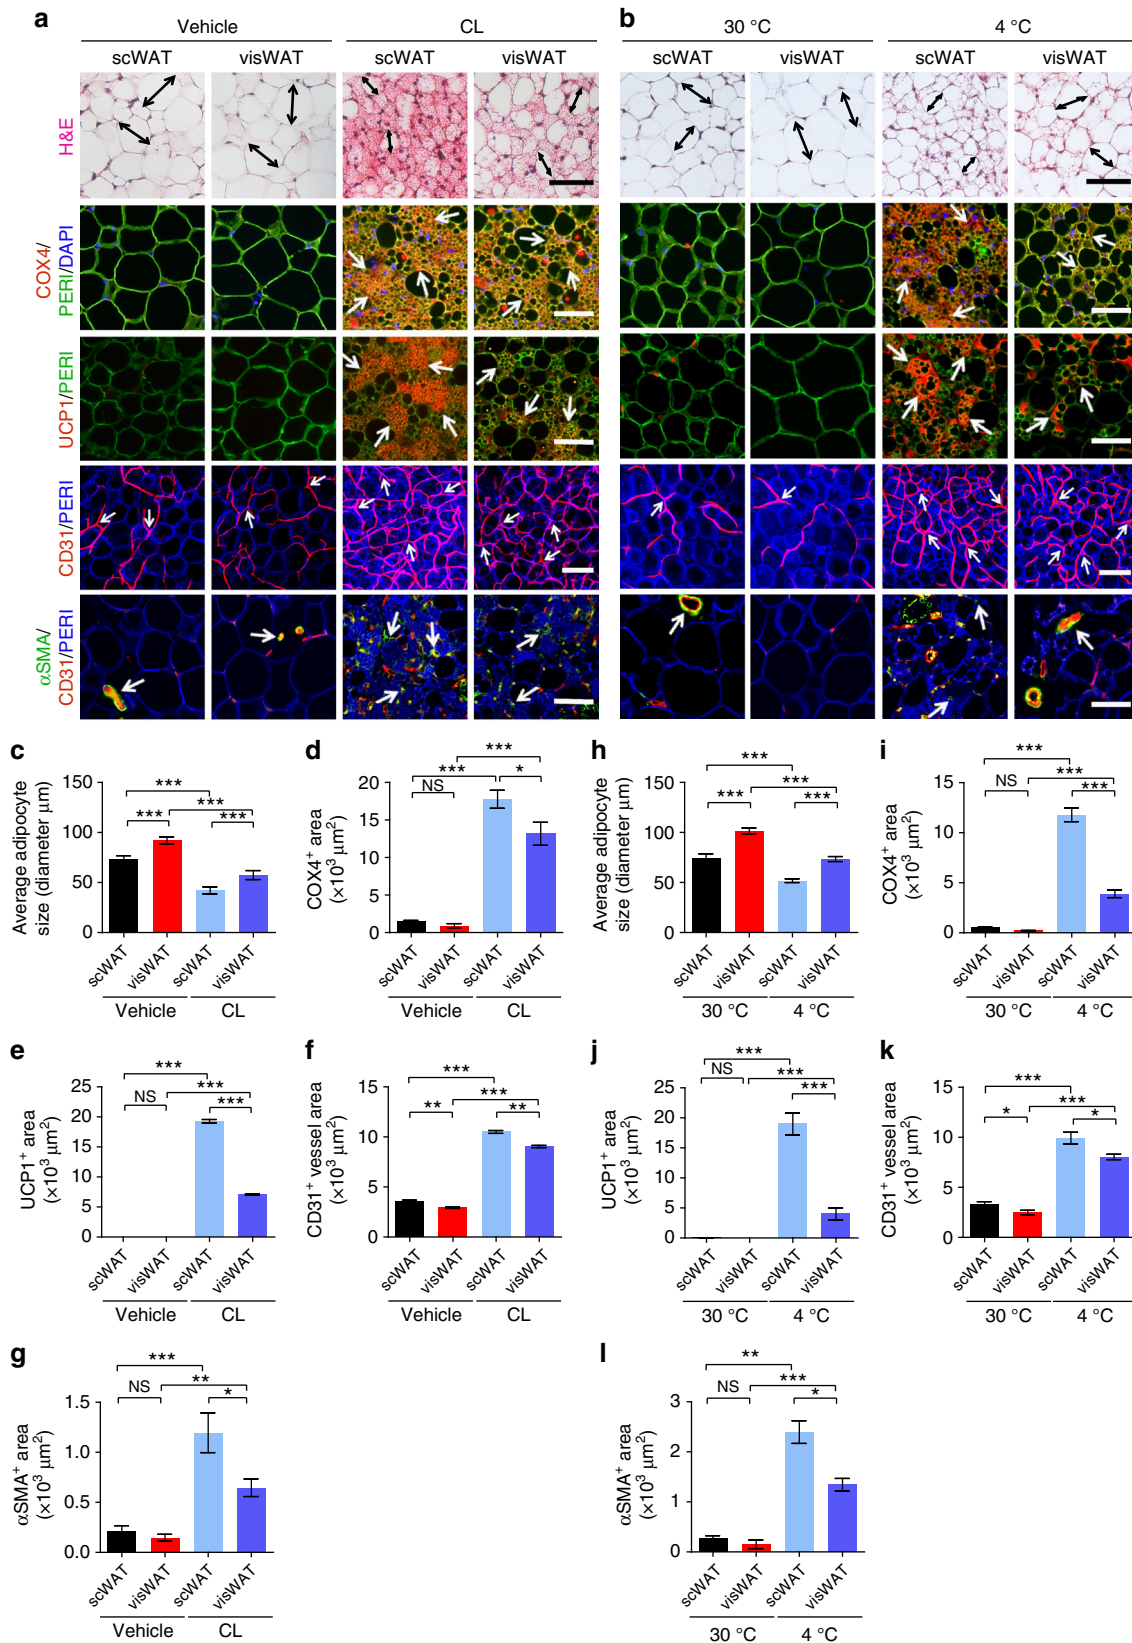 a
Vehicle
CL
scWAT
visWAT
scWAT
visWAT
H&E
COX4/
PERI/DAPI
UCP1/PERI
CD31/PERI
αSMA/
CD31/PERI
b
30 °C
4 °C
scWAT
visWAT
scWAT
visWAT
c
Average adipocyte
size (diameter μm)
150
100
50
0
***
***
***
***
scWAT
visWAT
scWAT
visWAT
Vehicle
CL
d
COX4⁺ area
(×10³ μm²)
20
15
10
5
0
***
***
*
NS
scWAT
visWAT
scWAT
visWAT
Vehicle
CL
h
Average adipocyte
size (diameter μm)
150
100
50
0
***
***
***
***
scWAT
visWAT
scWAT
visWAT
30 °C
4 °C
i
COX4⁺ area
(×10³ μm²)
15
10
5
0
***
NS
***
***
scWAT
visWAT
scWAT
visWAT
30 °C
4 °C
e
UCP1⁺ area
(×10³ μm²)
25
20
15
10
5
0
***
NS
***
***
scWAT
visWAT
scWAT
visWAT
Vehicle
CL
f
CD31⁺ vessel area
(×10³ μm²)
15
10
5
0
***
***
**
**
scWAT
visWAT
scWAT
visWAT
Vehicle
CL
j
UCP1⁺ area
(×10³ μm²)
25
20
15
10
5
0
***
NS
***
***
scWAT
visWAT
scWAT
visWAT
30 °C
4 °C
k
CD31⁺ vessel area
(×10³ μm²)
15
10
5
0
***
***
*
*
scWAT
visWAT
scWAT
visWAT
30 °C
4 °C
g
αSMA⁺ area
(×10³ μm²)
1.5
1.0
0.5
0.0
***
NS
**
*
scWAT
visWAT
scWAT
visWAT
Vehicle
CL
l
αSMA⁺ area
(×10³ μm²)
3
2
1
0
**
NS
***
*
scWAT
visWAT
scWAT
visWAT
30 °C
4 °C